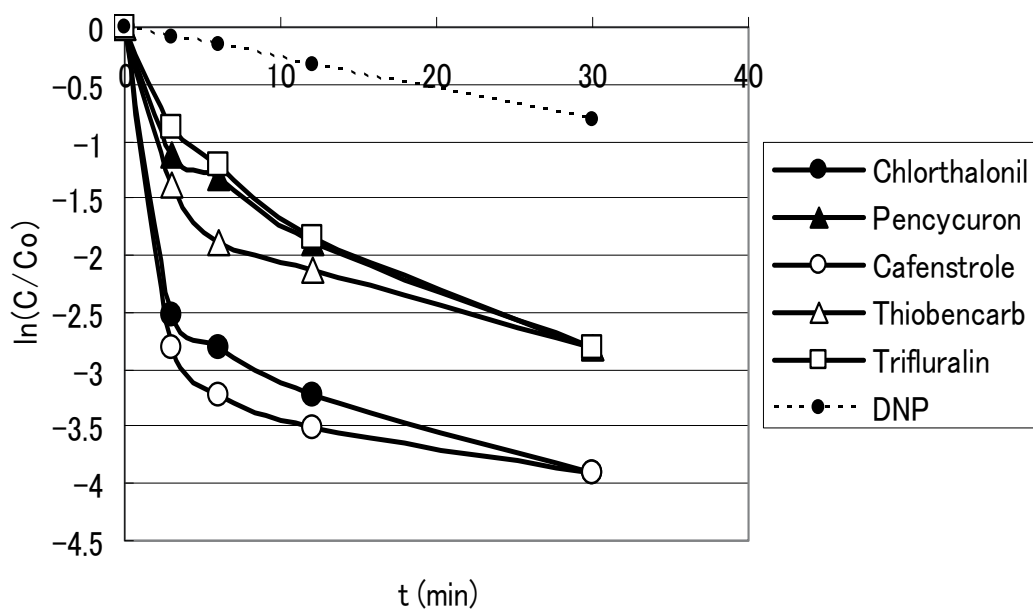 0
-0.5
-1
-1.5
-2
-2.5
-3
-3.5
-4
-4.5
0 10 20 30 40
ln(C/Co)
t (min)
Chlorthalonil
Pencycuron
Cafenstrole
Thiobencarb
Trifluralin
DNP